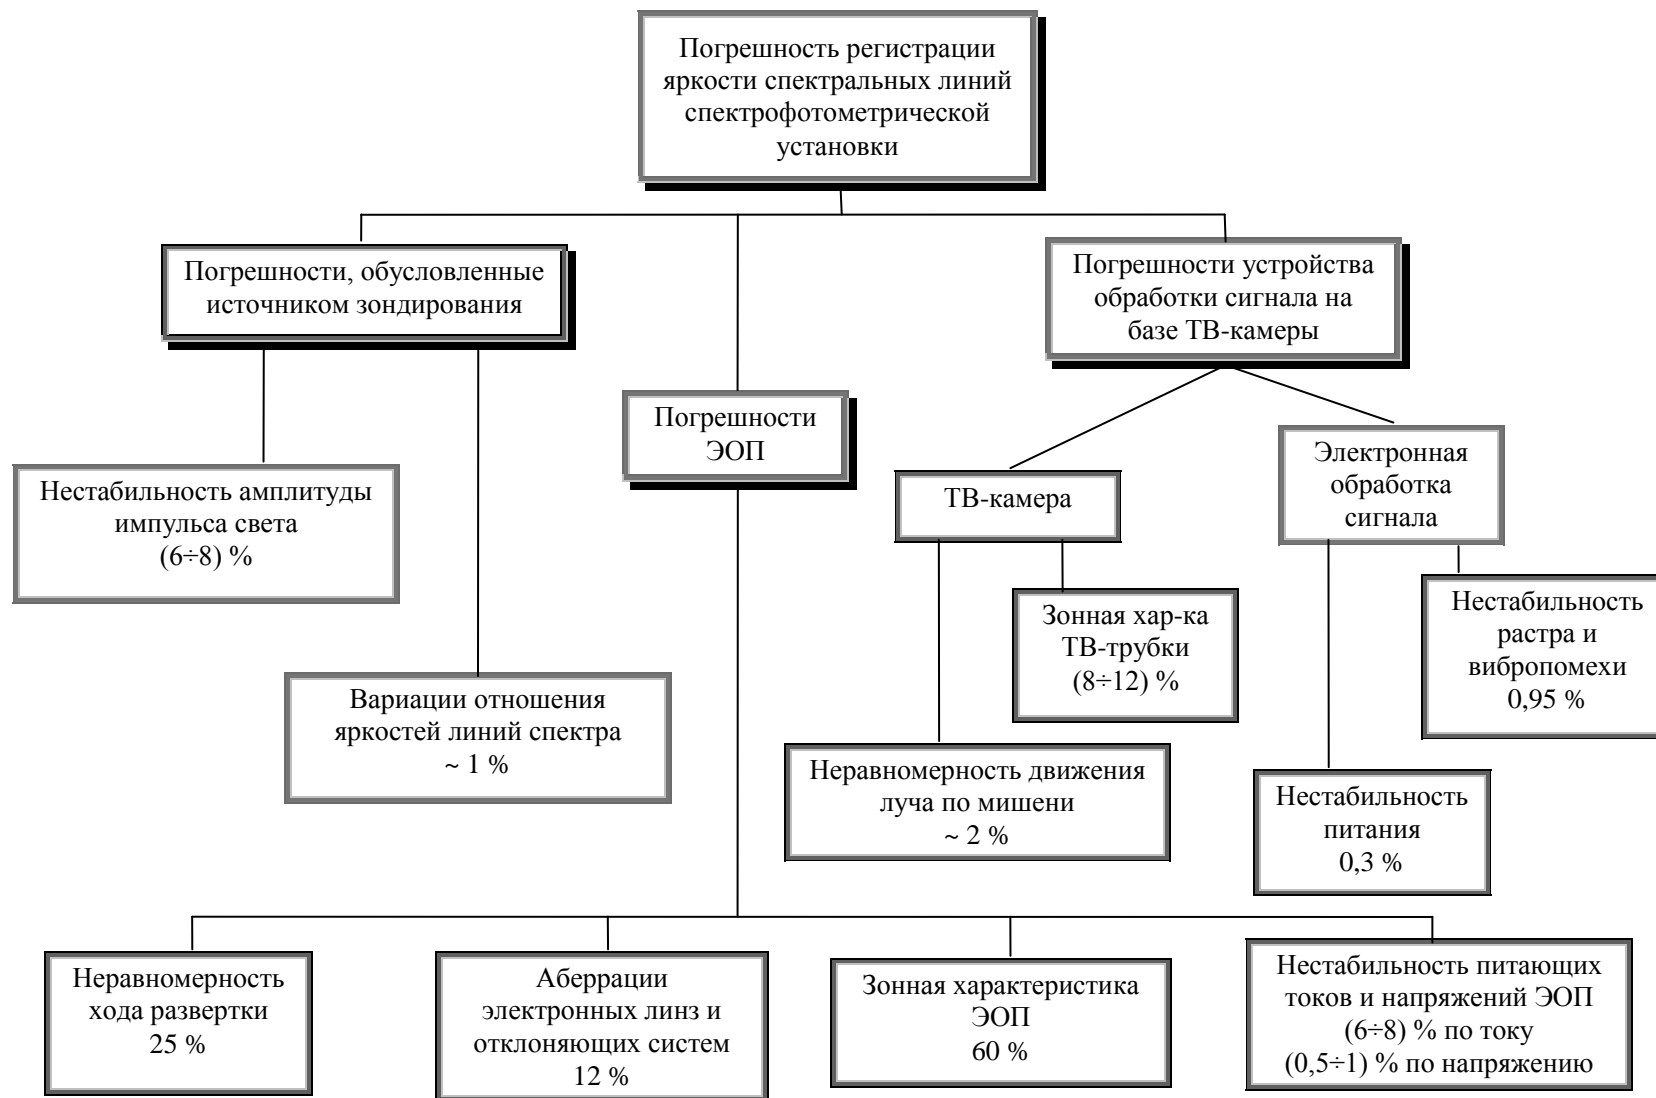 Погрешность регистрации
яркости спектральных линий
спектрофотометрической
установки
Погрешности, обусловленные
источником зондирования
Погрешности устройства
обработки сигнала на
базе ТВ-камеры
Погрешности
ЭОП
Нестабильность амплитуды
импульса света
(6÷8) %
Вариации отношения
яркостей линий спектра
~ 1 %
ТВ-камера
Электронная
обработка
сигнала
Зонная хар-ка
ТВ-трубки
(8÷12) %
Нестабильность
растра и
вибропомехи
0,95 %
Неравномерность движения
луча по мишени
~ 2 %
Нестабильность
питания
0,3 %
Неравномерность
хода развертки
25 %
Аберрации
электронных линз и
отклоняющих систем
12 %
Зонная характеристика
ЭОП
60 %
Нестабильность питающих
токов и напряжений ЭОП
(6÷8) % по току
(0,5÷1) % по напряжению